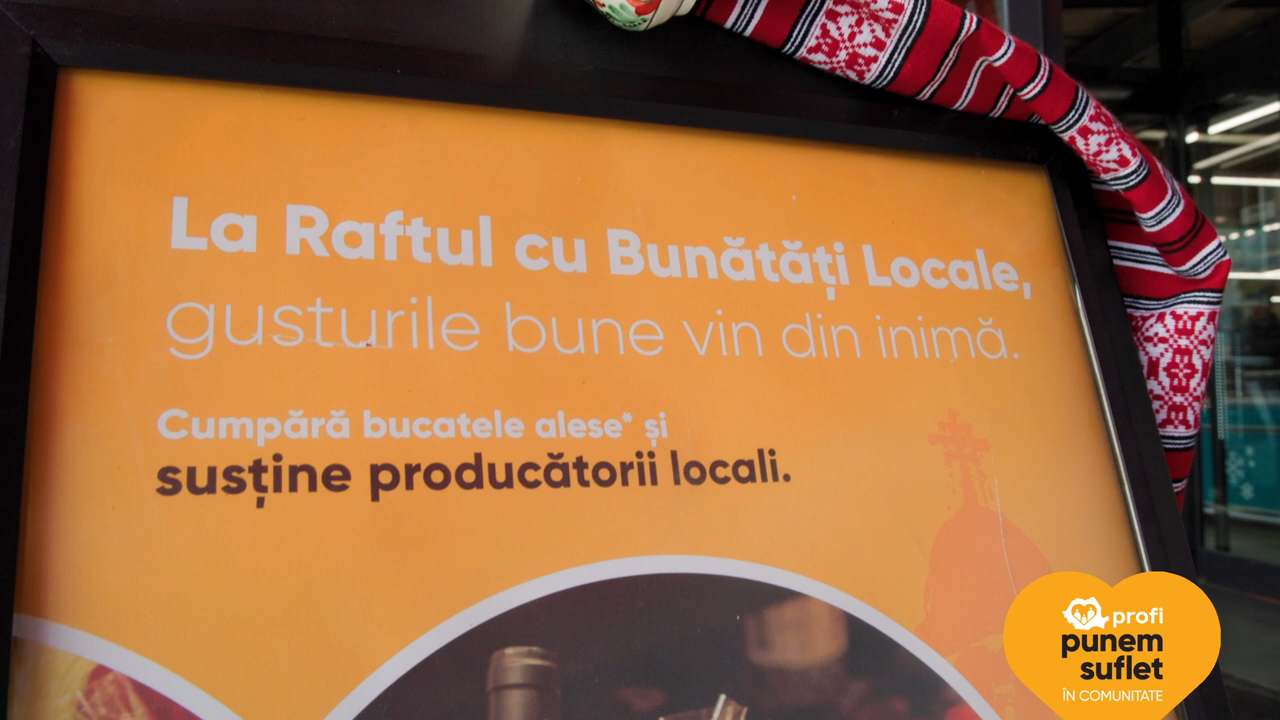 La Raftul cu Bunătăți Locale,
gusturile bune vin din inimă.
Cumpără bucatele alese* și
susține producătorii locali.
profi
punem
suflet
ÎN COMUNITATE